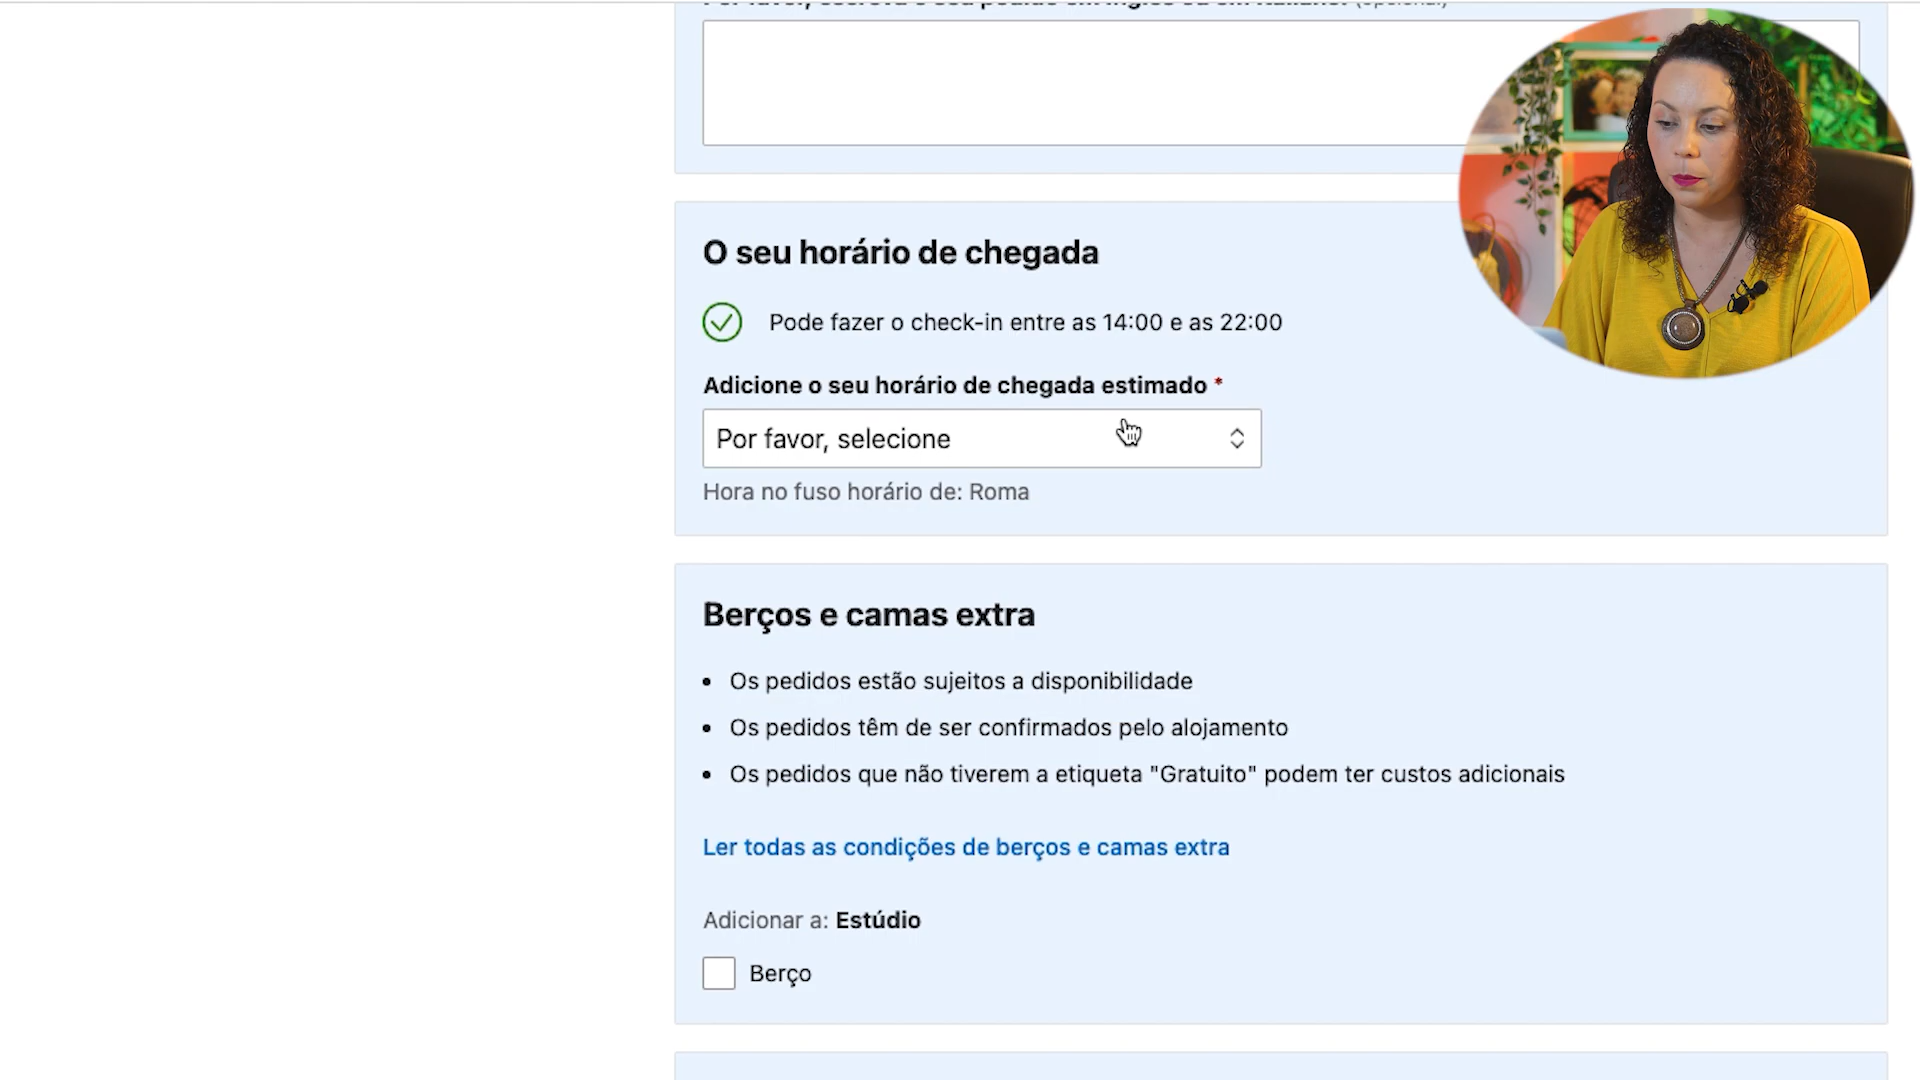 O seu horário de chegada
Pode fazer o check-in entre as 14:00 e as 22:00
Adicione o seu horário de chegada estimado *
Por favor, selecione
Hora no fuso horário de: Roma
Berços e camas extra
• Os pedidos estão sujeitos a disponibilidade
• Os pedidos têm de ser confirmados pelo alojamento
• Os pedidos que não tiverem a etiqueta "Gratuito" podem ter custos adicionais
Ler todas as condições de berços e camas extra
Adicionar a: Estúdio
Berço